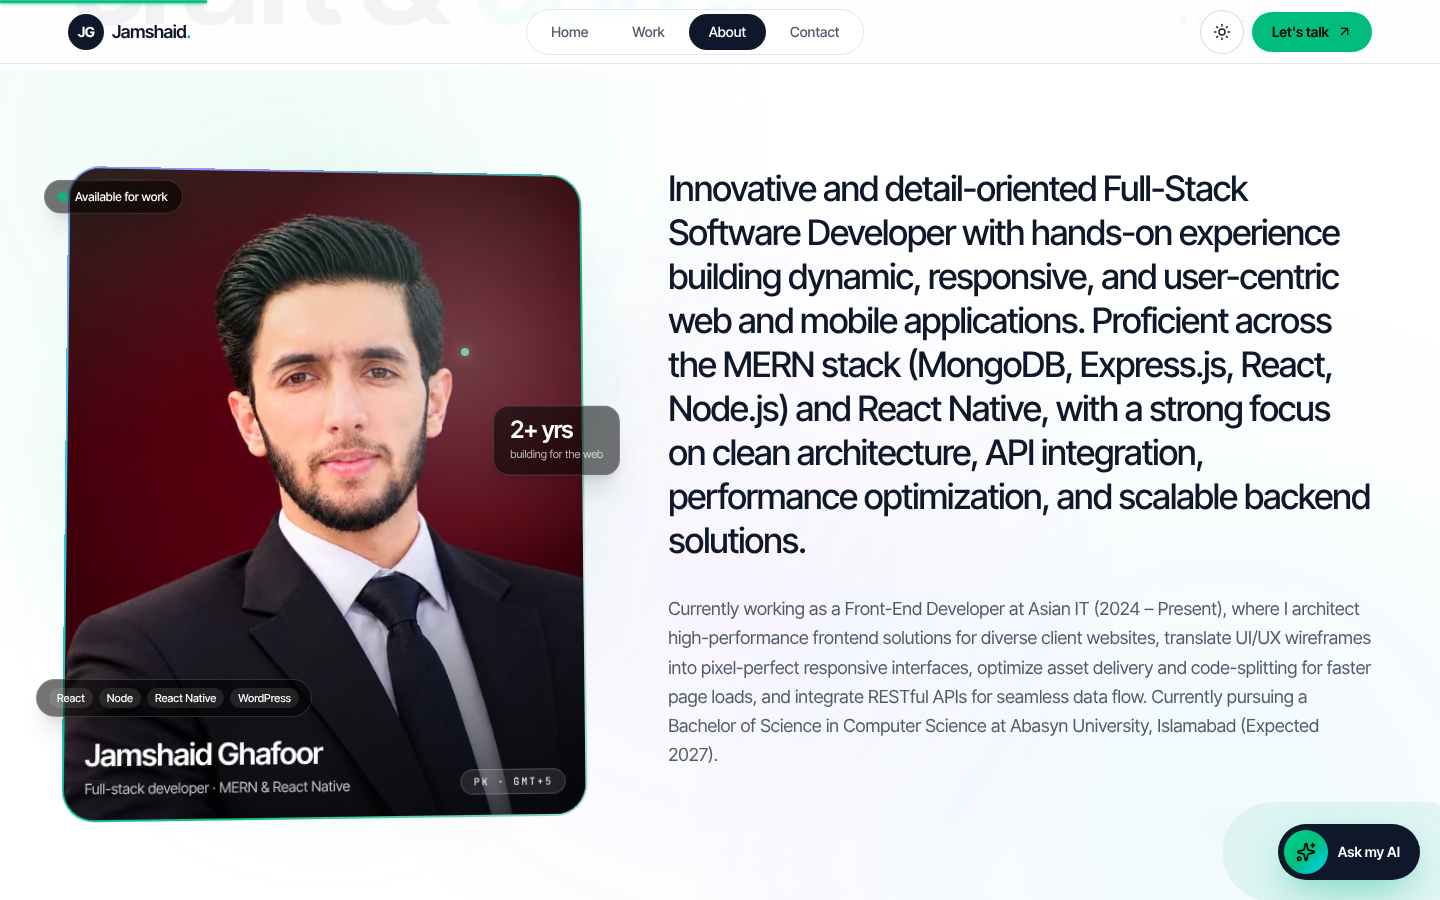 JG
Jamshaid.
Home
Work
About
Contact
Let's talk
Available for work
2+ yrs
building for the web
React
Node
React Native
WordPress
Jamshaid Ghafoor
Full-stack developer · MERN & React Native
PK · GMT+5
Innovative and detail-oriented Full-Stack
Software Developer with hands-on experience
building dynamic, responsive, and user-centric
web and mobile applications. Proficient across
the MERN stack (MongoDB, Express.js, React,
Node.js) and React Native, with a strong focus
on clean architecture, API integration,
performance optimization, and scalable backend
solutions.
Currently working as a Front-End Developer at Asian IT (2024 – Present), where I architect
high-performance frontend solutions for diverse client websites, translate UI/UX wireframes
into pixel-perfect responsive interfaces, optimize asset delivery and code-splitting for faster
page loads, and integrate RESTful APIs for seamless data flow. Currently pursuing a
Bachelor of Science in Computer Science at Abasyn University, Islamabad (Expected
2027).
Ask my AI